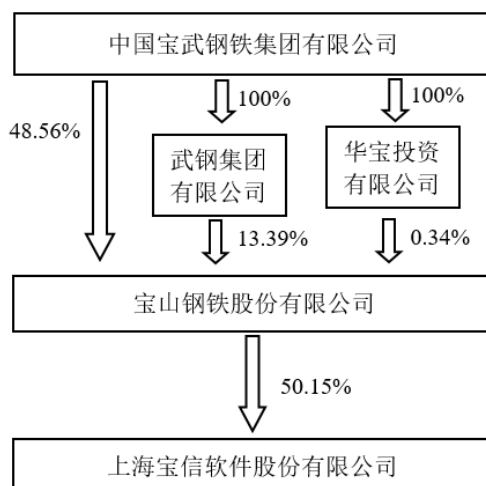 中国宝武钢铁集团有限公司
100%
100%
48.56%
武钢集团
有限公司
华宝投资
有限公司
13.39%
0.34%
宝山钢铁股份有限公司
50.15%
上海宝信软件股份有限公司